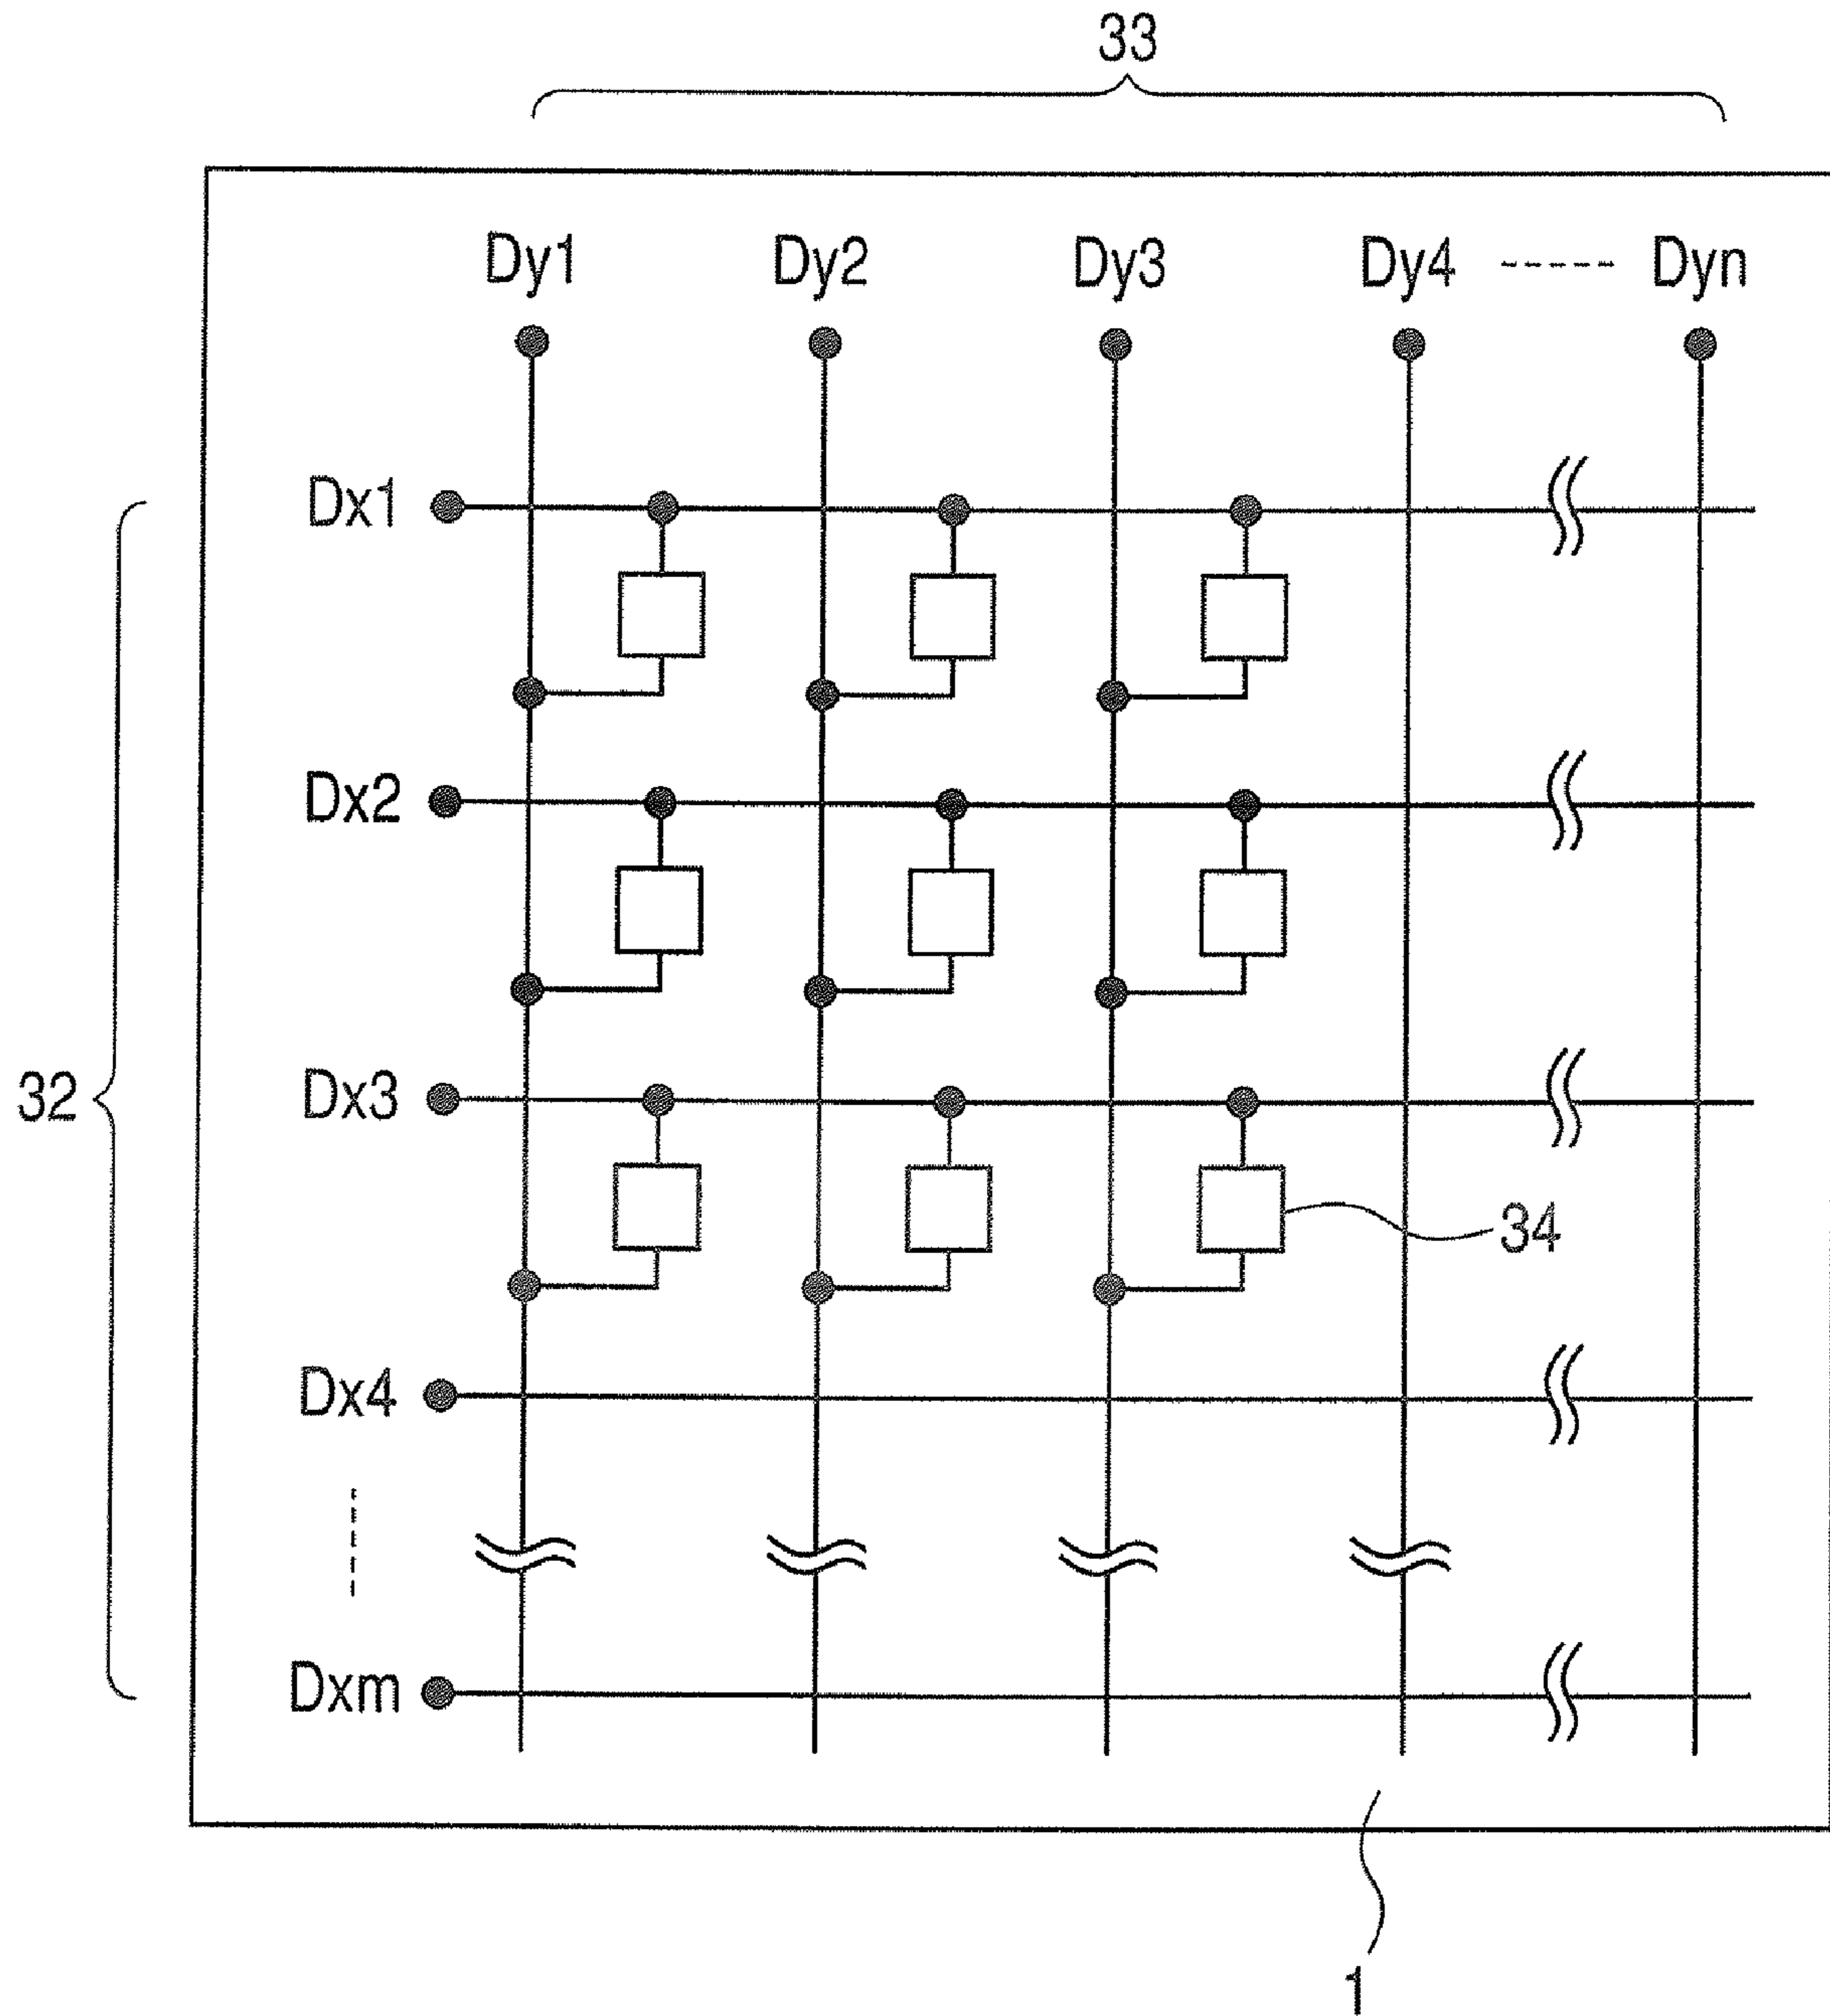 33
Dy1 Dy2 Dy3 Dy4 ----- Dyn
Dx1
Dx2
32
Dx3
34
Dx4
Dxm
1